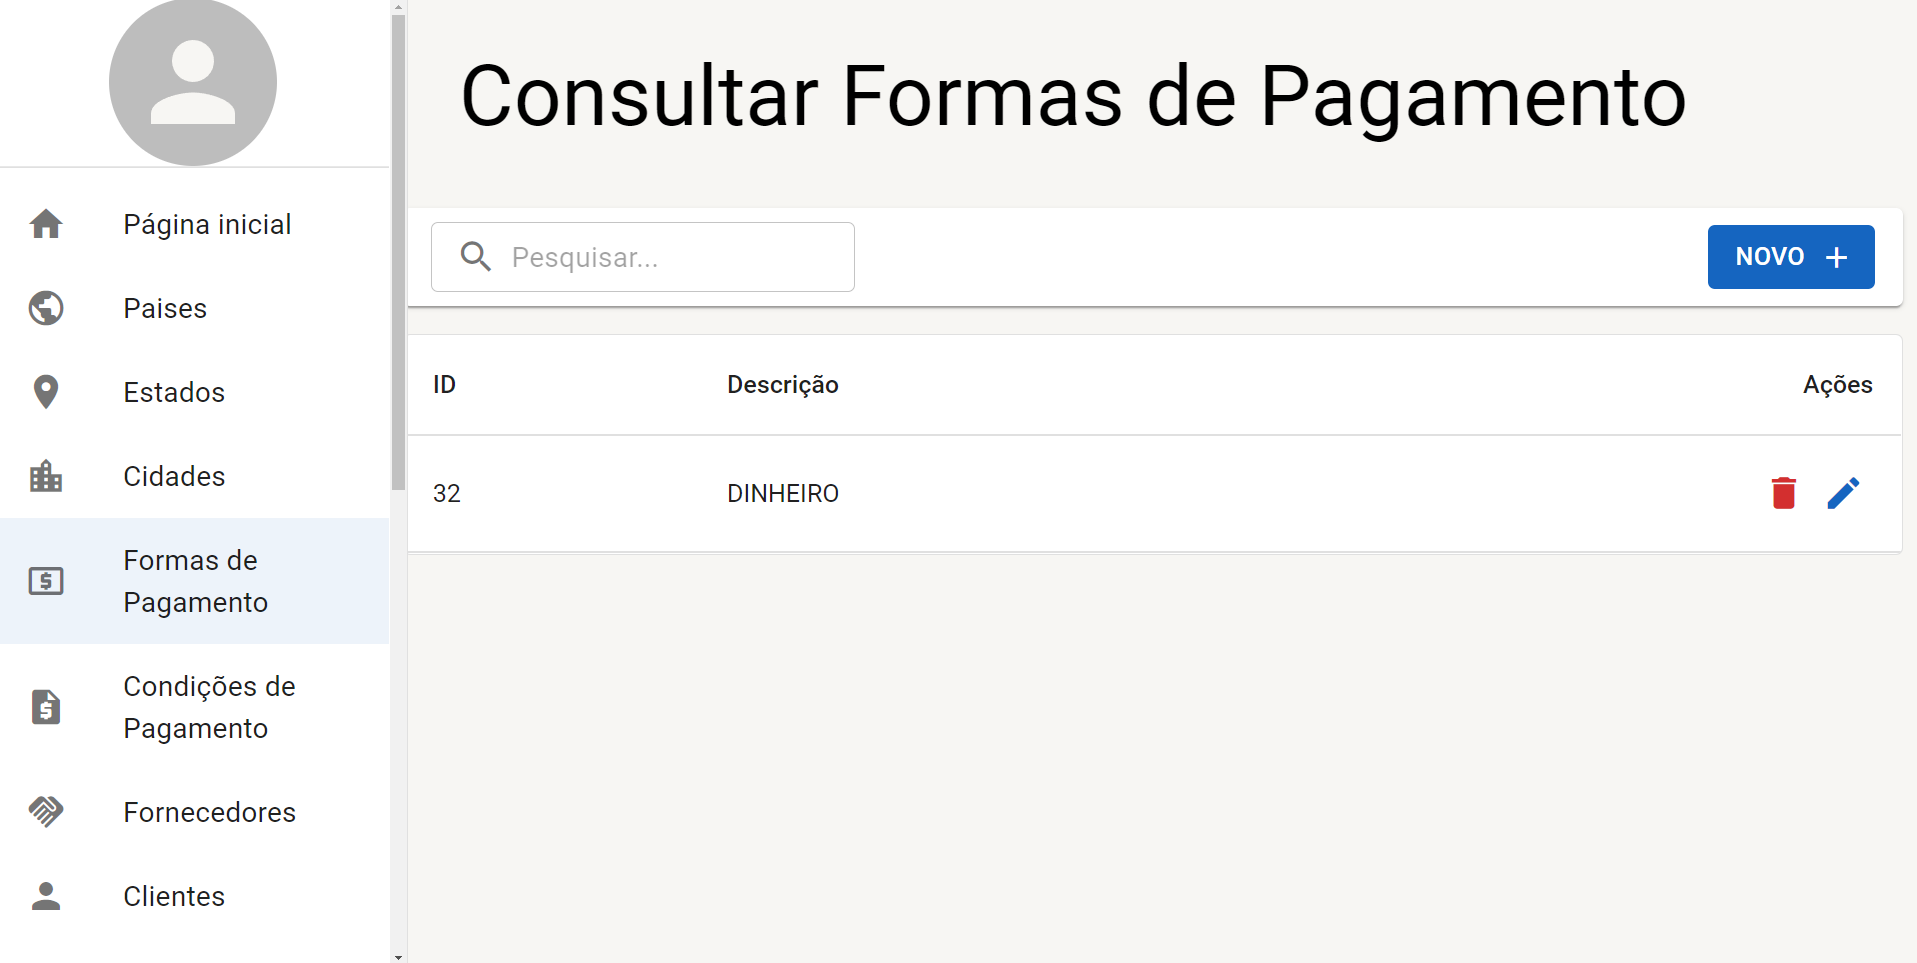 Consultar Formas de Pagamento
Página inicial
Paises
Estados
Cidades
Formas de
Pagamento
Condições de
Pagamento
Fornecedores
Clientes
Pesquisar...
NOVO +
ID Descrição Ações
32 DINHEIRO